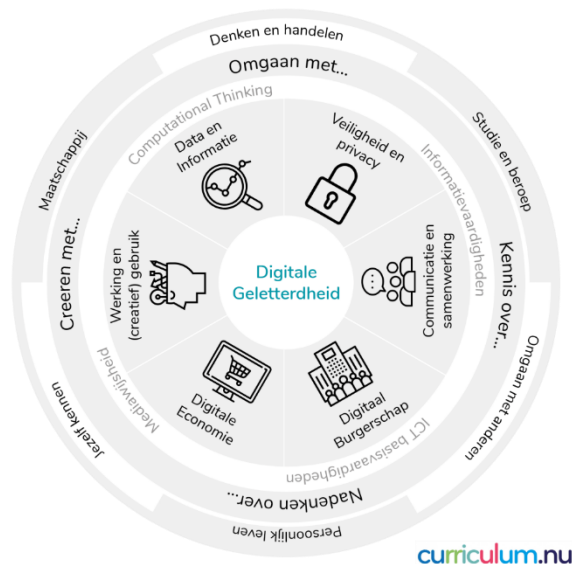 Denken en handelen
Omgaan met...
Computational Thinking
Data en
Informatie
Veiligheid en
privacy
Studie en beroep
Informatievaardigheden
Maatschappij
Creeren met...
Werking en
(creatief) gebruik
Digitale
Geletterdheid
Communicatie en
samenwerking
Kennis over...
Omgaan met anderen
Mediawijsheid
Jezelf kennen
Digitale
Economie
Digitaal
Burgerschap
ICT basisvaardigheden
Nadenken over...
Persoonlijk leven
curriculum.nu